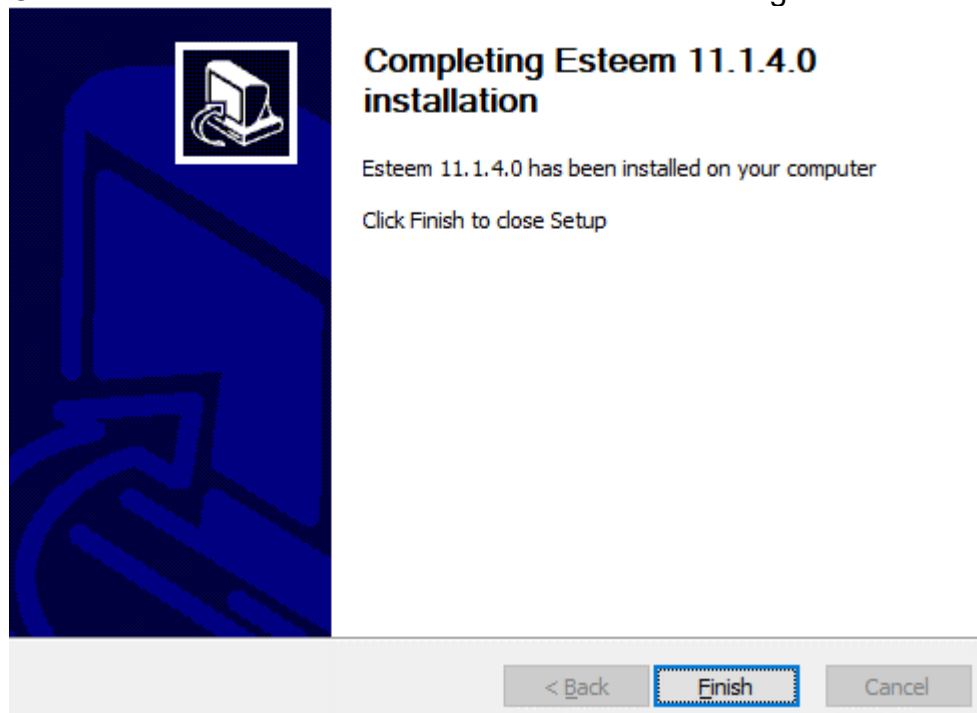 Completing Esteem 11.1.4.0
installation
Esteem 11.1.4.0 has been installed on your computer
Click Finish to close Setup
< Back
Finish
Cancel